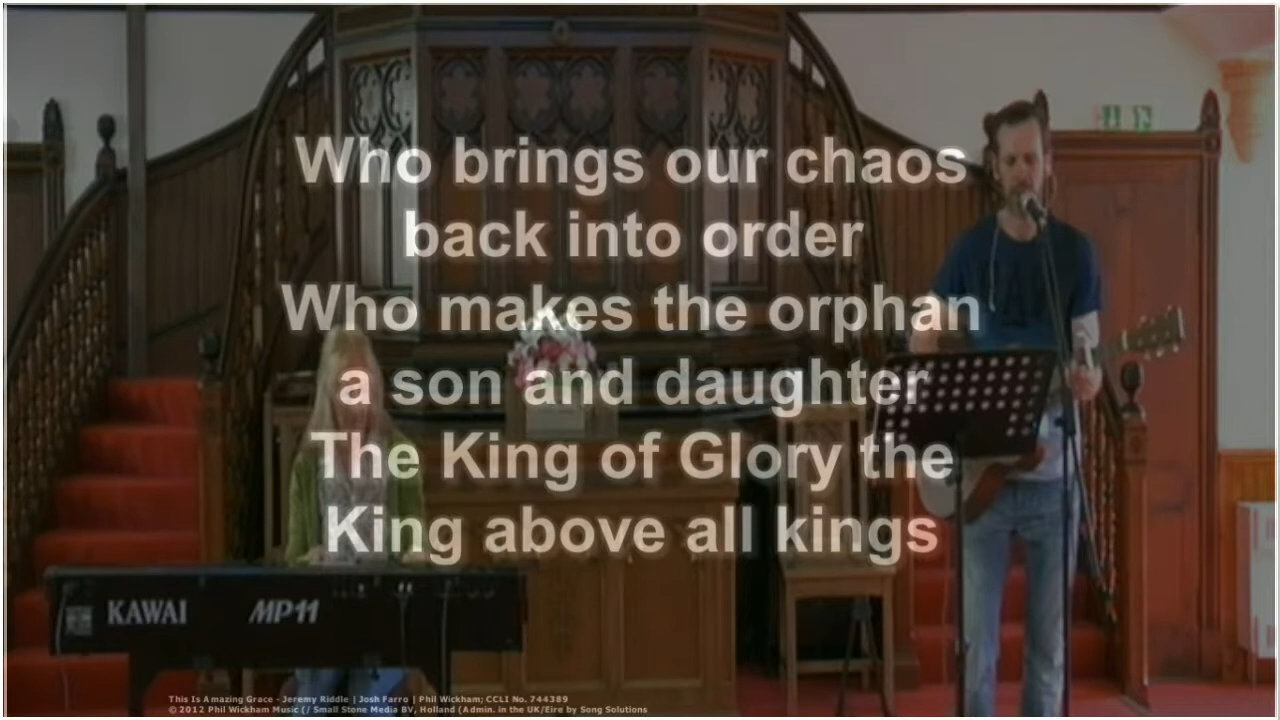 Who brings our chaos
back into order
Who makes the orphan
a son and daughter
The King of Glory the
King above all kings
KAWAI MP11
This Is Amazing Grace - Jeremy Riddle | Josh Farro | Phil Wickham; CCLI No. 744389
© 2012 Phil Wickham Music (/ Small Stone Media BV, Holland (Admin. in the UK/Eire by Song Solutions